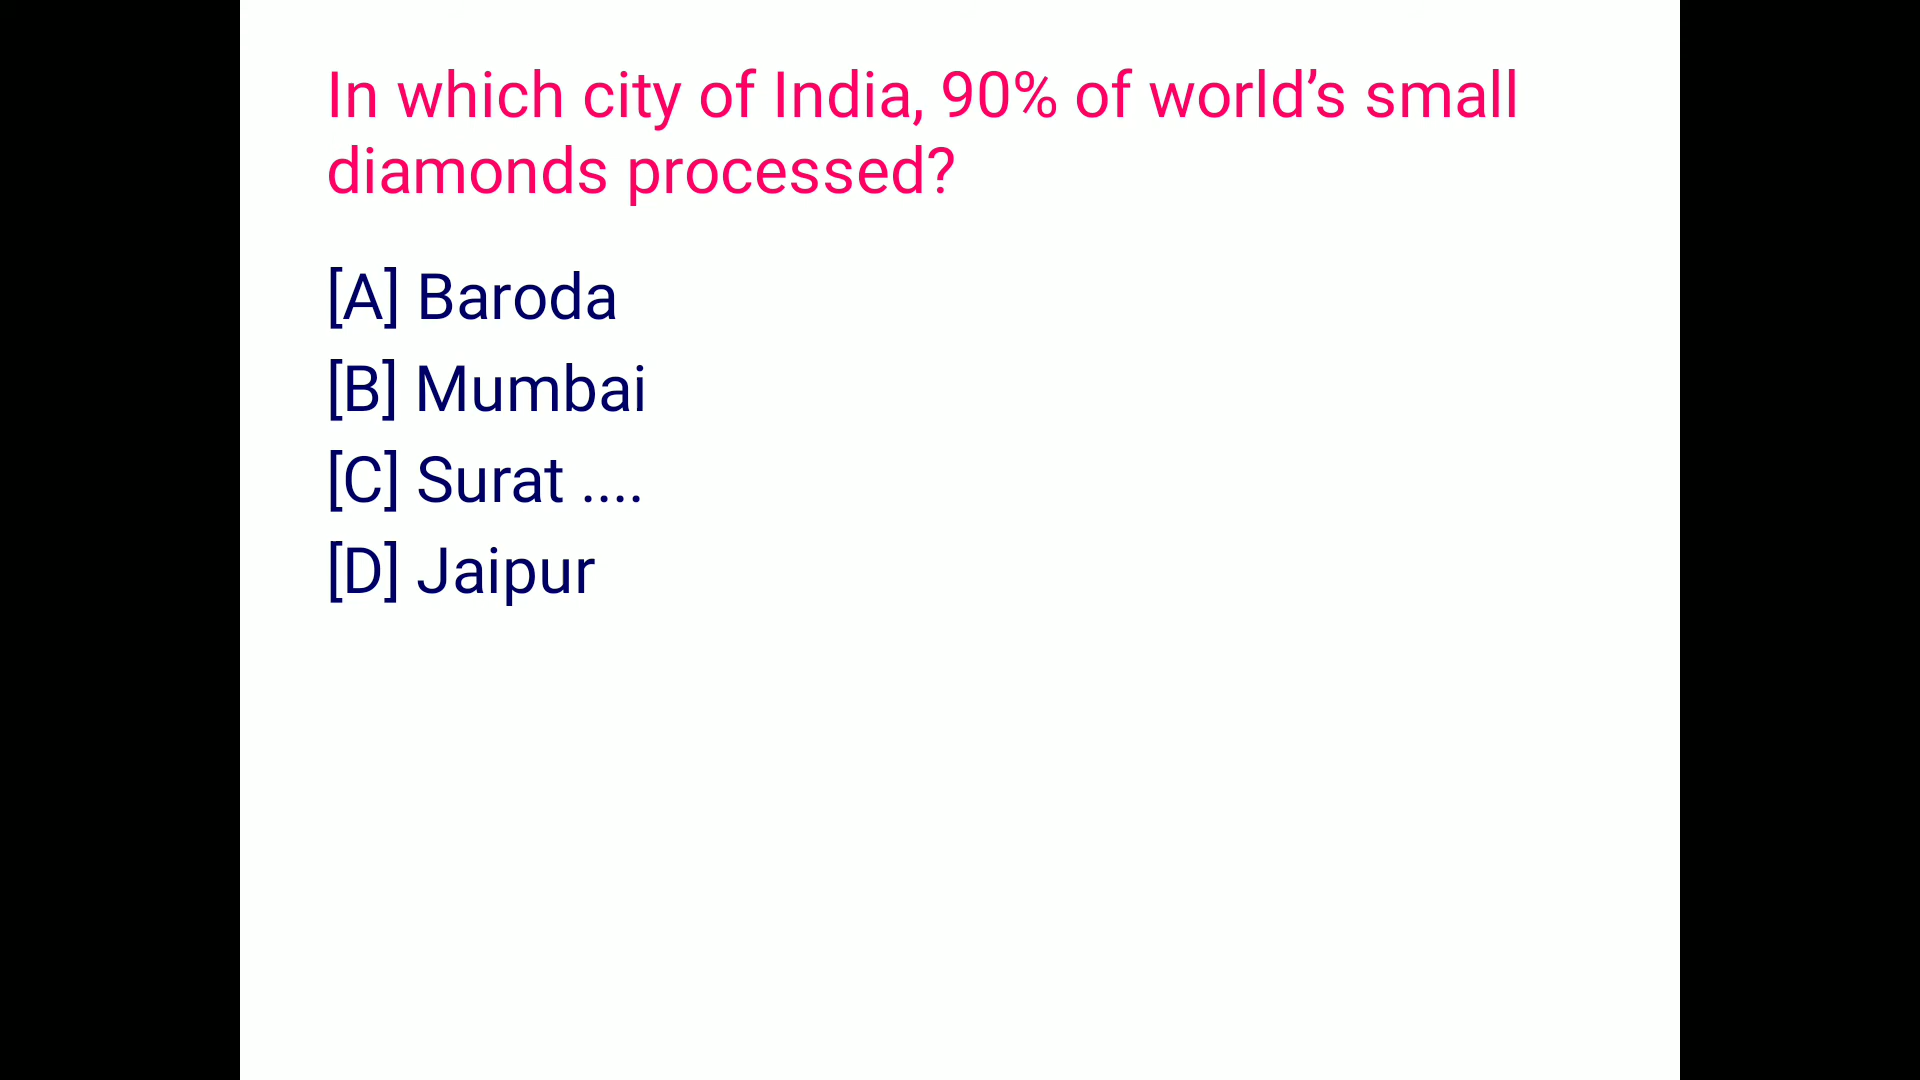 In which city of India, 90% of world’s small
diamonds processed?
[A] Baroda
[B] Mumbai
[C] Surat ....
[D] Jaipur